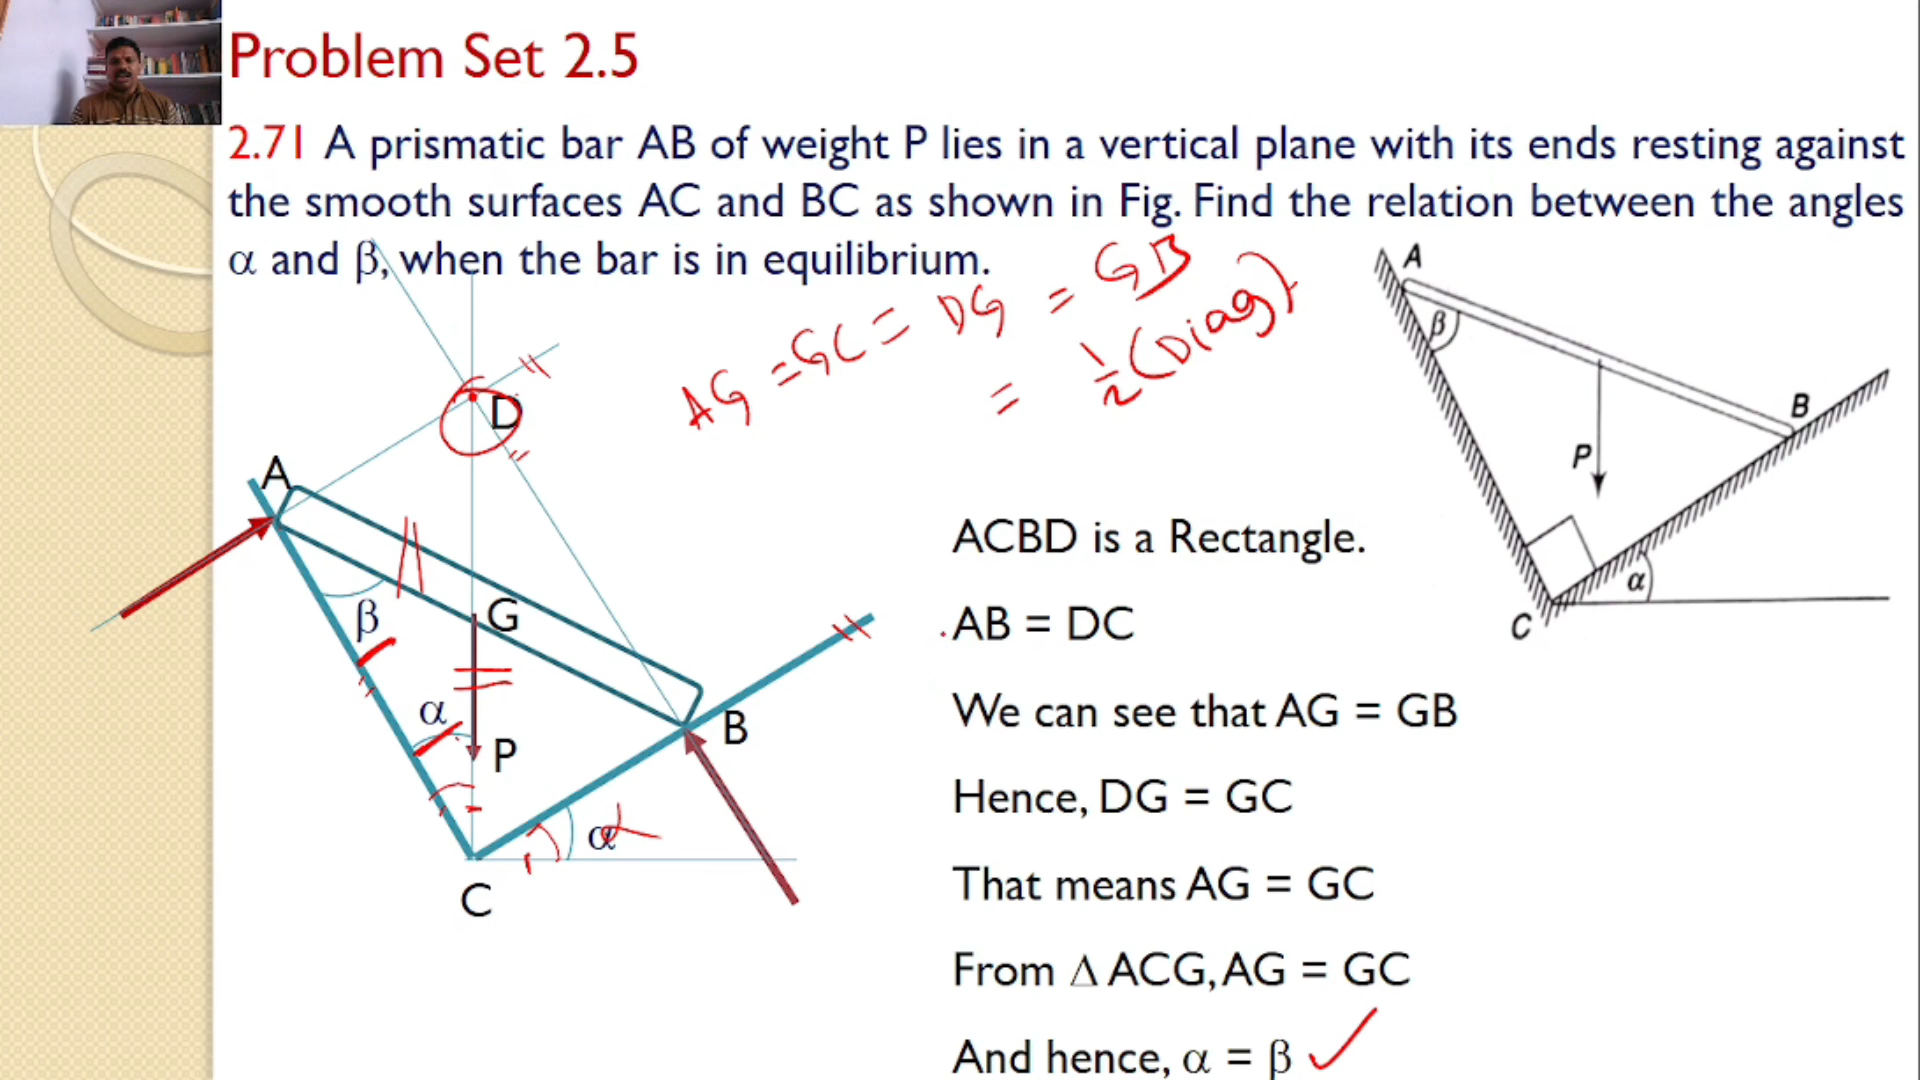 Problem Set 2.5
2.71 A prismatic bar AB of weight P lies in a vertical plane with its ends resting against
the smooth surfaces AC and BC as shown in Fig. Find the relation between the angles
α and β, when the bar is in equilibrium.
AG = GC = DG = GB
= 1/2 (Diag)
A
β
B
P
α
C
D
A
G
β
α
P
B
α α
C
ACBD is a Rectangle.
AB = DC
We can see that AG = GB
Hence, DG = GC
That means AG = GC
From Δ ACG, AG = GC
And hence, α = β ✓